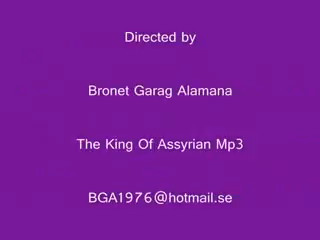 Directed by
Bronet Garag Alamana
The King Of Assyrian Mp3
BGA1976@hotmail.se